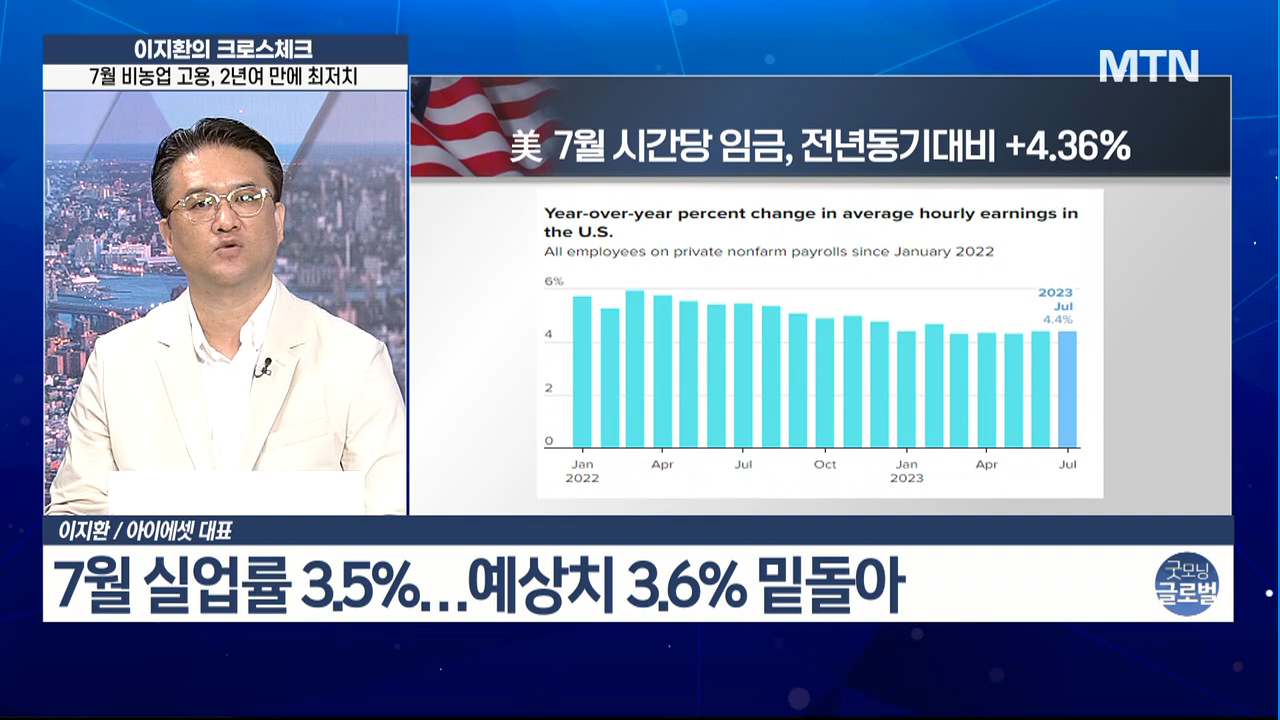 이지환의 크로스체크
7월 비농업 고용, 2년여 만에 최저치
MTN
美 7월 시간당 임금, 전년동기대비 +4.36%
Year-over-year percent change in average hourly earnings in
the U.S.
All employees on private nonfarm payrolls since January 2022
6%
4
2
0
2023
Jul
4.4%
Jan Apr Jul Oct Jan Apr Jul
2022 2023
이지환 / 아이에셋 대표
7월 실업률 3.5%...예상치 3.6% 밑돌아
굿모닝
글로벌